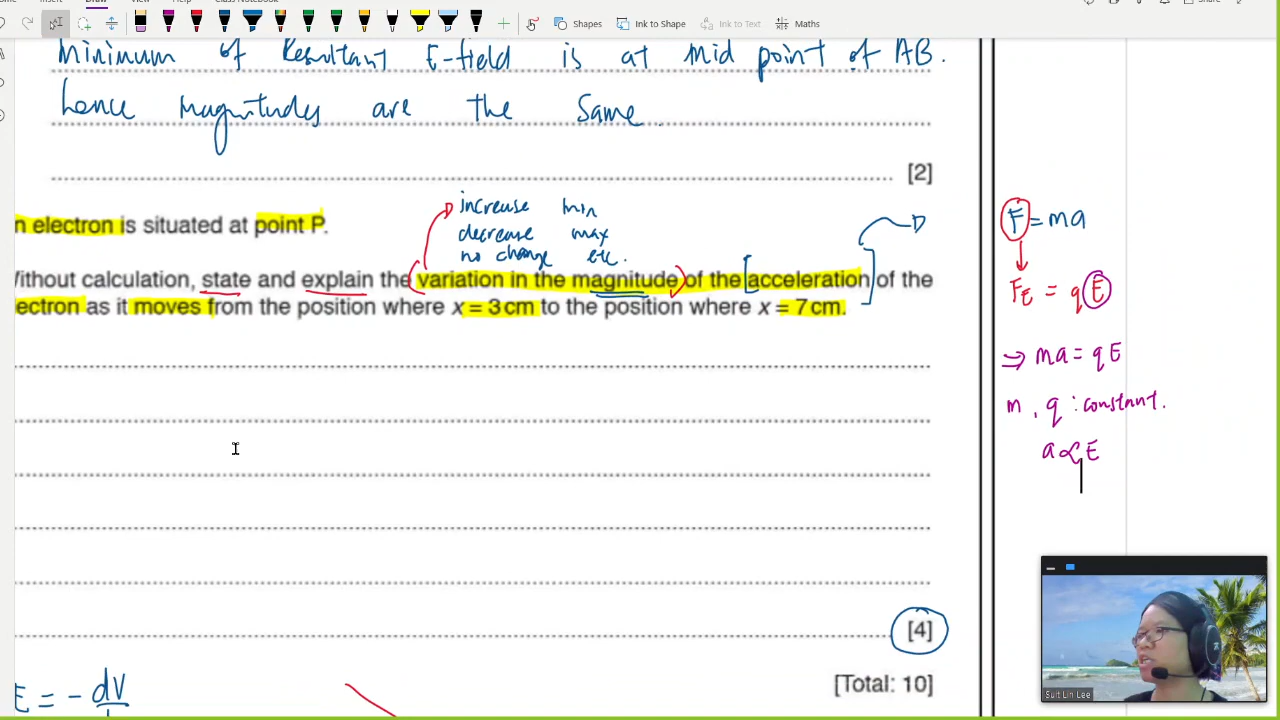 Shapes
Ink to Shape
Ink to Text
Maths
Minimum of Resultant E-field is at mid point of AB.
hence magnitudes are the same.
[2]
n electron is situated at point P.
increase min
decrease max
no change etc.
Without calculation, state and explain the variation in the magnitude of the acceleration of the
ectron as it moves from the position where x = 3 cm to the position where x = 7 cm.
F = ma
FE = qE
⇒ ma = qE
m, q : constant.
a ∝ E
[4]
[Total: 10]
E = - dV
Suit Lin Lee